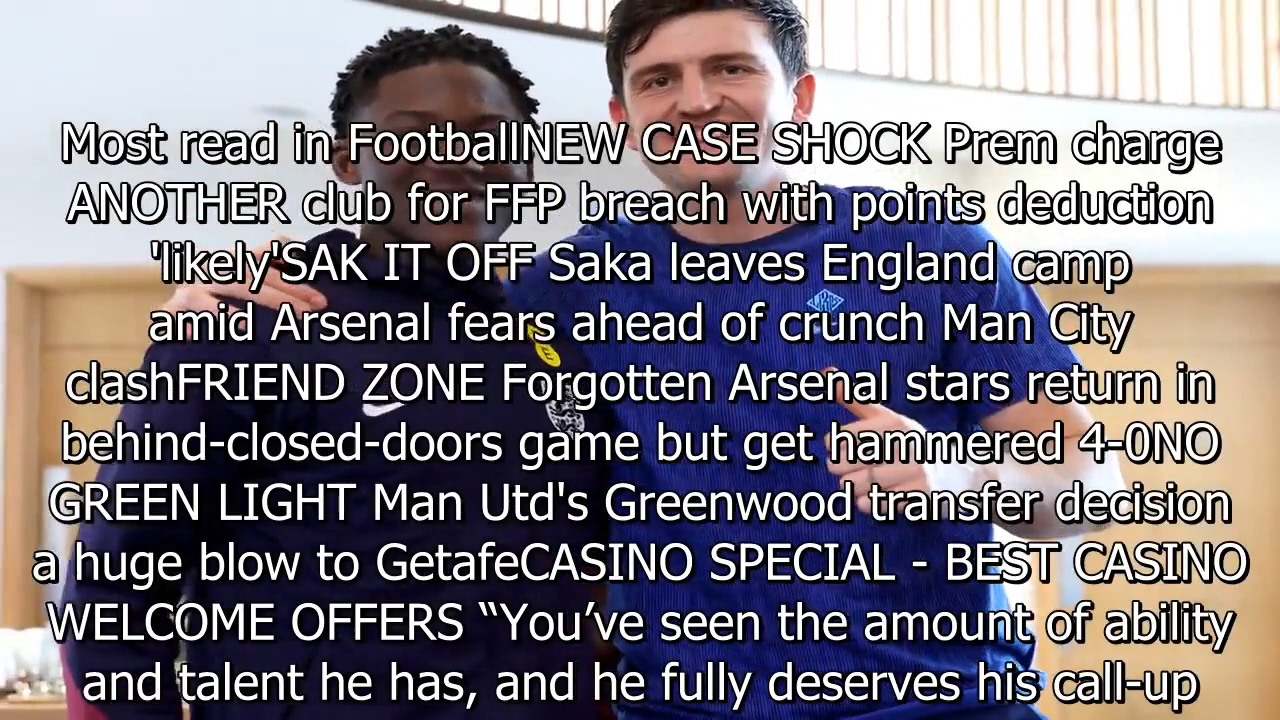 Most read in FootballNEW CASE SHOCK Prem charge
ANOTHER club for FFP breach with points deduction
'likely'SAK IT OFF Saka leaves England camp
amid Arsenal fears ahead of crunch Man City
clashFRIEND ZONE Forgotten Arsenal stars return in
behind-closed-doors game but get hammered 4-0NO
GREEN LIGHT Man Utd's Greenwood transfer decision
a huge blow to GetafeCASINO SPECIAL - BEST CASINO
WELCOME OFFERS “You’ve seen the amount of ability
and talent he has, and he fully deserves his call-up